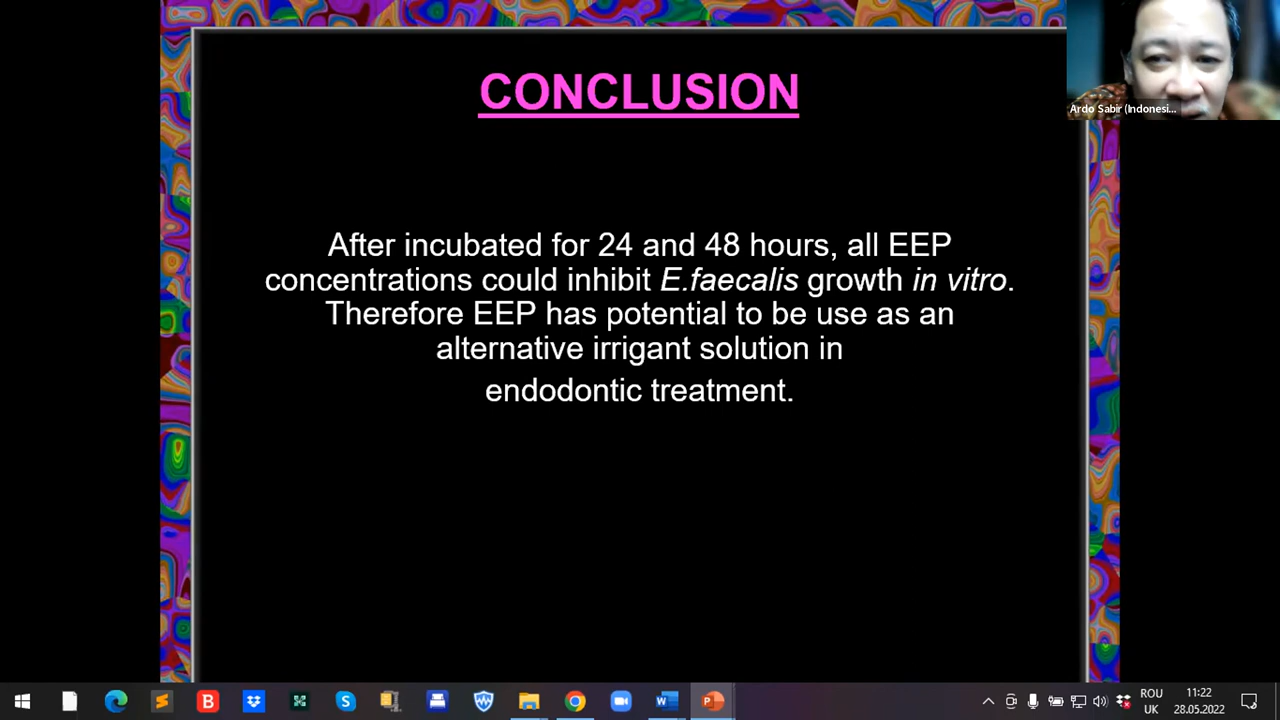 CONCLUSION
Ardo Sabir (Indonesi...
After incubated for 24 and 48 hours, all EEP
concentrations could inhibit E.faecalis growth in vitro.
Therefore EEP has potential to be use as an
alternative irrigant solution in
endodontic treatment.
ROU
UK
11:22
28.05.2022